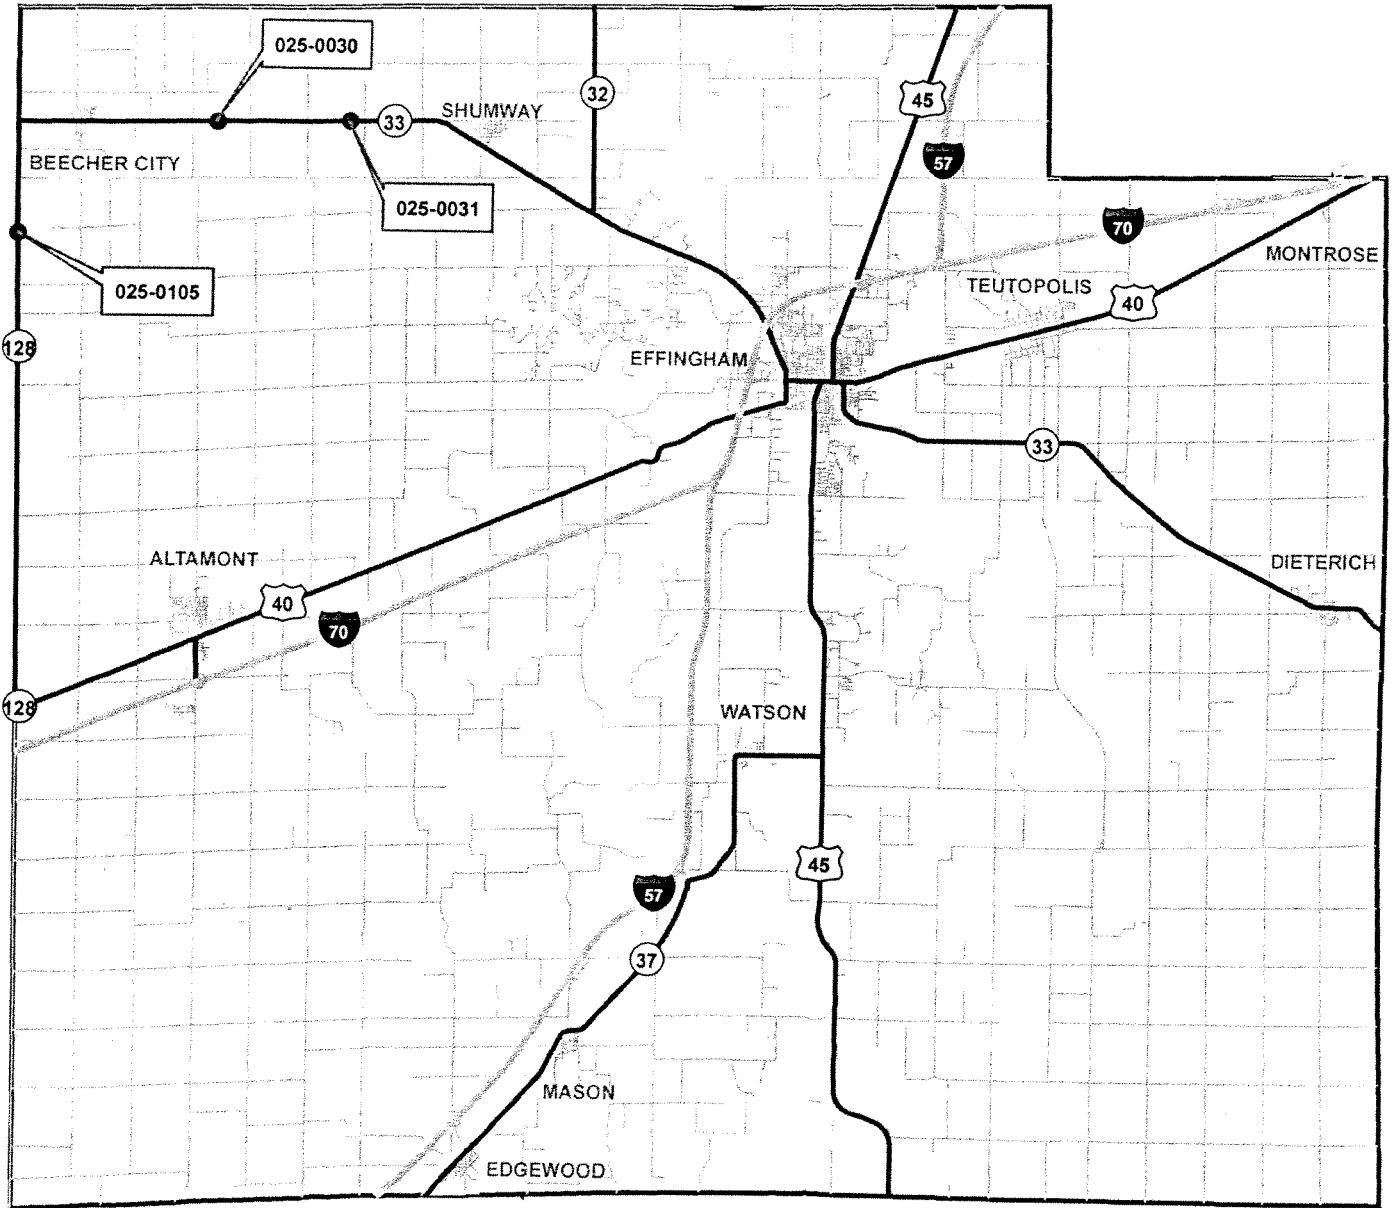 025-0030
32
45
33
SHUMWAY
57
BEECHER CITY
025-0031
70
MONTROSE
025-0105
TEUTOPOLIS
40
128
EFFINGHAM
33
ALTAMONT
DIETERICH
40
70
128
WATSON
45
57
37
MASON
EDGEWOOD